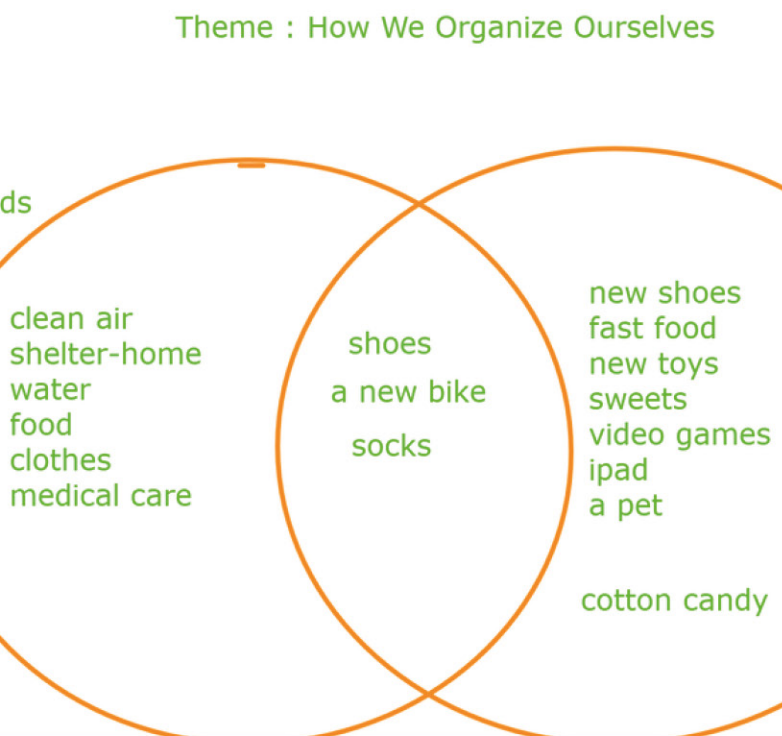 Theme : How We Organize Ourselves
ds
clean air
shelter-home
water
food
clothes
medical care
shoes
a new bike
socks
new shoes
fast food
new toys
sweets
video games
ipad
a pet
cotton candy